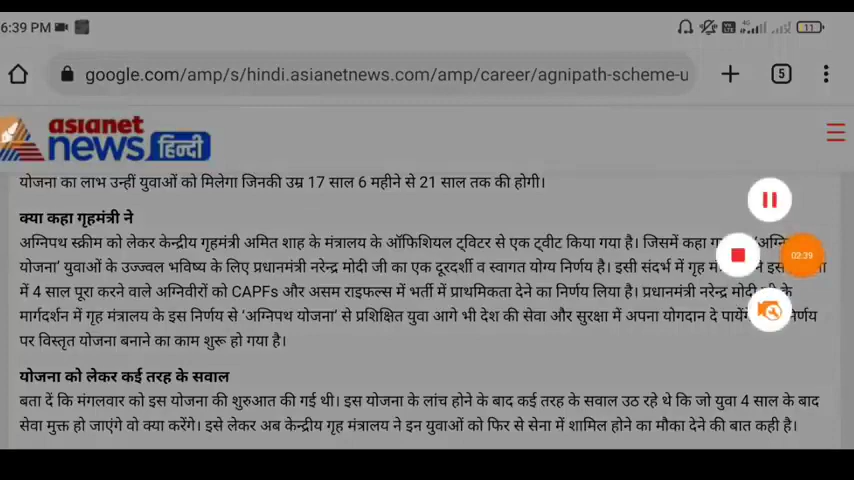 6:39 PM
4G
11
google.com/amp/s/hindi.asianetnews.com/amp/career/agnipath-scheme-u
5
asianet
news हिन्दी
योजना का लाभ उन्हीं युवाओं को मिलेगा जिनकी उम्र 17 साल 6 महीने से 21 साल तक की होगी।
क्या कहा गृहमंत्री ने
अग्निपथ स्क्रीम को लेकर केन्द्रीय गृहमंत्री अमित शाह के मंत्रालय के ऑफिशियल ट्विटर से एक ट्वीट किया गया है। जिसमें कहा
योजना' युवाओं के उज्ज्वल भविष्य के लिए प्रधानमंत्री नरेन्द्र मोदी जी का एक दूरदर्शी व स्वागत योग्य निर्णय है। इसी संदर्भ में गृह
02:39
में 4 साल पूरा करने वाले अग्निवीरों को CAPFs और असम राइफल्स में भर्ती में प्राथमिकता देने का निर्णय लिया है। प्रधानमंत्री नरेन्द्र मोदी के
मार्गदर्शन में गृह मंत्रालय के इस निर्णय से 'अग्निपथ योजना' से प्रशिक्षित युवा आगे भी देश की सेवा और सुरक्षा में अपना योगदान दे
पर विस्तृत योजना बनाने का काम शुरू हो गया है।
योजना को लेकर कई तरह के सवाल
बता दें कि मंगलवार को इस योजना की शुरुआत की गई थी। इस योजना के लांच होने के बाद कई तरह के सवाल उठ रहे थे कि जो युवा 4 साल के बाद
सेवा मुक्त हो जाएंगे वो क्या करेंगे। इसे लेकर अब केन्द्रीय गृह मंत्रालय ने इन युवाओं को फिर से सेना में शामिल होने का मौका देने की बात कही है।